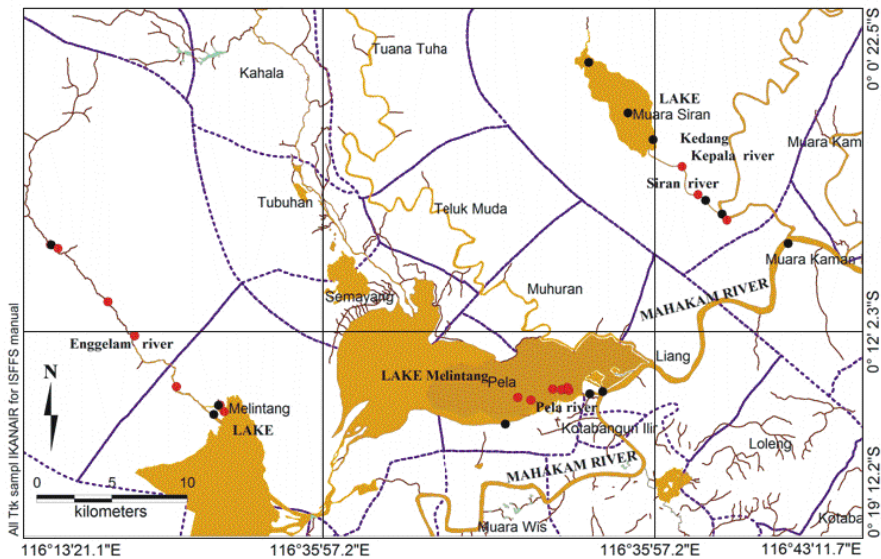 Tuana Tuha
Kahala
LAKE
Muara Siran
Kedang
Kepala river
Siran river
Muara Kam
Tubuhan
Teluk Muda
Muara Kaman
Semayang
Muhuran
MAHAKAM RIVER
Enggelam river
Liang
LAKE Melintang
Pela
Pela river
N
Melintang
LAKE
Kotabangun Ilir
Loleng
MAHAKAM RIVER
0 5 10
kilometers
Muara Wis
Kotaba
116°13'21.1"E
116°35'57.2"E
116°35'57.2"E
116°43'11.7"E
0° 0' 22.5"S
0° 12' 2.3"S
0° 19' 12.2"S
All Ttk sampl IKANAIR for ISFFS manual